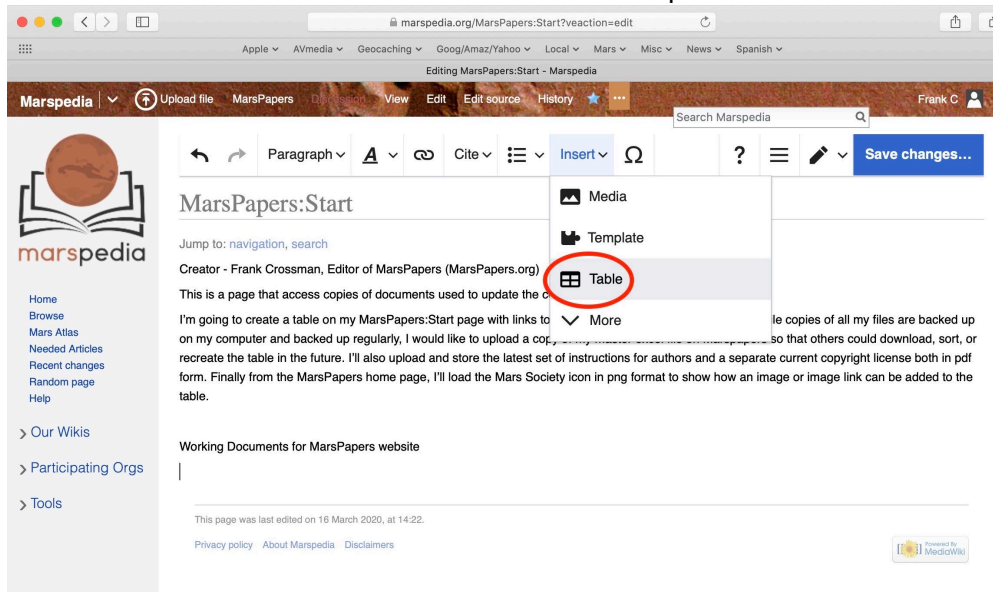 marspedia.org/MarsPapers:Start?veaction=edit
Apple AVmedia Geocaching Goog/Amaz/Yahoo Local Mars Misc News Spanish
Editing MarsPapers:Start - Marspedia
Marspedia Upload file MarsPapers Discussion View Edit Edit source History Frank C
Search Marspedia
Paragraph A Cite Insert Ω ? Save changes...
Media
MarsPapers:Start
Template
Jump to: navigation, search
marspedia
Creator - Frank Crossman, Editor of MarsPapers (MarsPapers.org)
Table
This is a page that access copies of documents used to update the
Home
I'm going to create a table on my MarsPapers:Start page with links to
More
le copies of all my files are backed up
Browse
on my computer and backed up regularly, I would like to upload a copy of my master excel file on Marspapers so that others could download, sort, or
Mars Atlas
Needed Articles
recreate the table in the future. I'll also upload and store the latest set of instructions for authors and a separate current copyright license both in pdf
Recent changes
form. Finally from the MarsPapers home page, I'll load the Mars Society icon in png format to show how an image or image link can be added to the
Random page
table.
Help
Our Wikis
Working Documents for MarsPapers website
Participating Orgs
Tools
This page was last edited on 16 March 2020, at 14:22.
Privacy policy About Marspedia Disclaimers
Powered By
MediaWiki